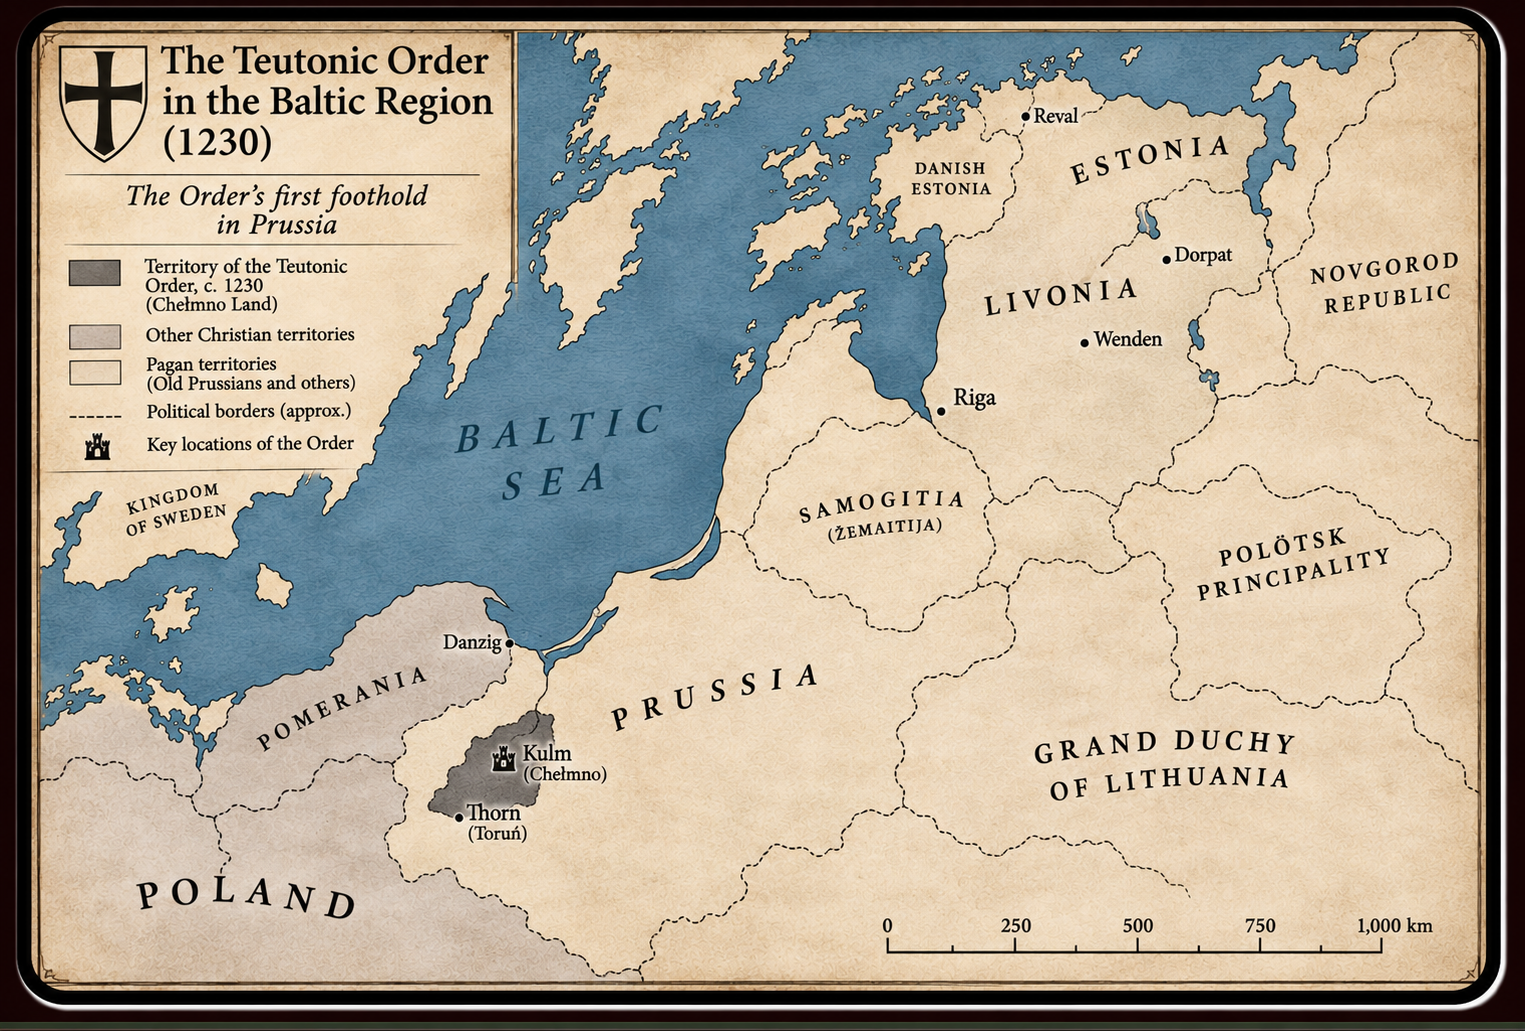 The Teutonic Order
in the Baltic Region
(1230)
The Order's first foothold
in Prussia
Territory of the Teutonic
Order, c. 1230
(Chełmno Land)
Other Christian territories
Pagan territories
(Old Prussians and others)
Political borders (approx.)
Key locations of the Order
KINGDOM
OF SWEDEN
BALTIC
SEA
Reval
DANISH
ESTONIA
ESTONIA
Dorpat
LIVONIA
Wenden
Riga
NOVGOROD
REPUBLIC
SAMOGITIA
(ŽEMAITIJA)
POLÖTSK
PRINCIPALITY
Danzig
POMERANIA
PRUSSIA
Kulm
(Chełmno)
Thorn
(Toruń)
GRAND DUCHY
OF LITHUANIA
POLAND
0 250 500 750 1,000 km